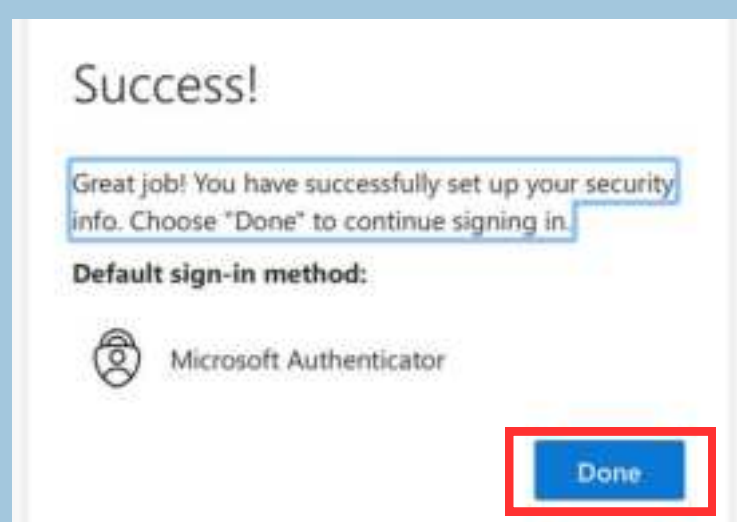 Success!
Great job! You have successfully set up your security
info. Choose "Done" to continue signing in.
Default sign-in method:
Microsoft Authenticator
Done